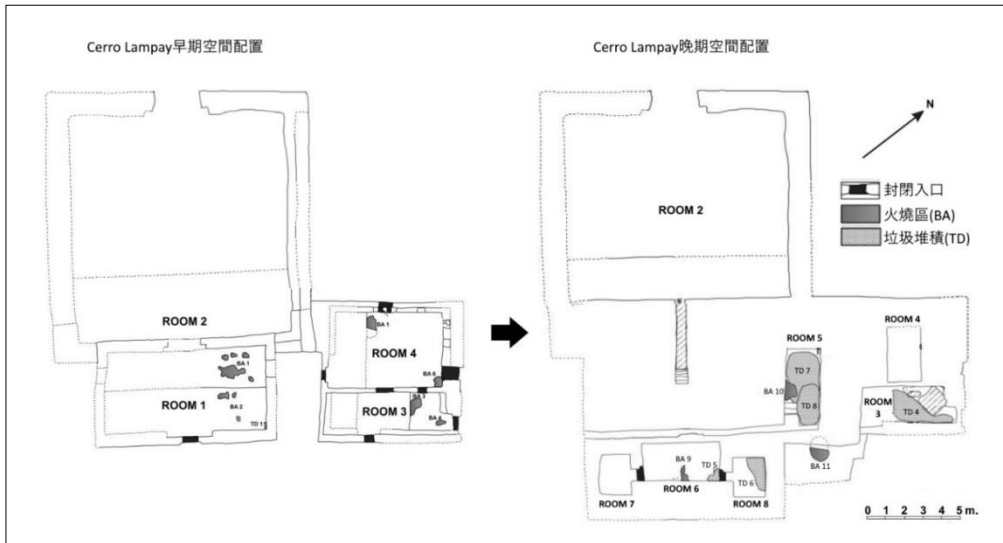 Cerro Lampay早期空間配置
ROOM 2
ROOM 1
BA 1
BA 2
TD 1
ROOM 4
BA 1
BA 6
ROOM 3
BA 3
BA 4
Cerro Lampay晚期空間配置
N
封閉入口
火燒區(BA)
垃圾堆積(TD)
ROOM 2
ROOM 4
ROOM 5
TD 7
BA 10
TD 8
ROOM
3
TD 4
BA 11
BA 9
TD 5
TD 6
ROOM 7
ROOM 6
ROOM 8
0 1 2 3 4 5 m.